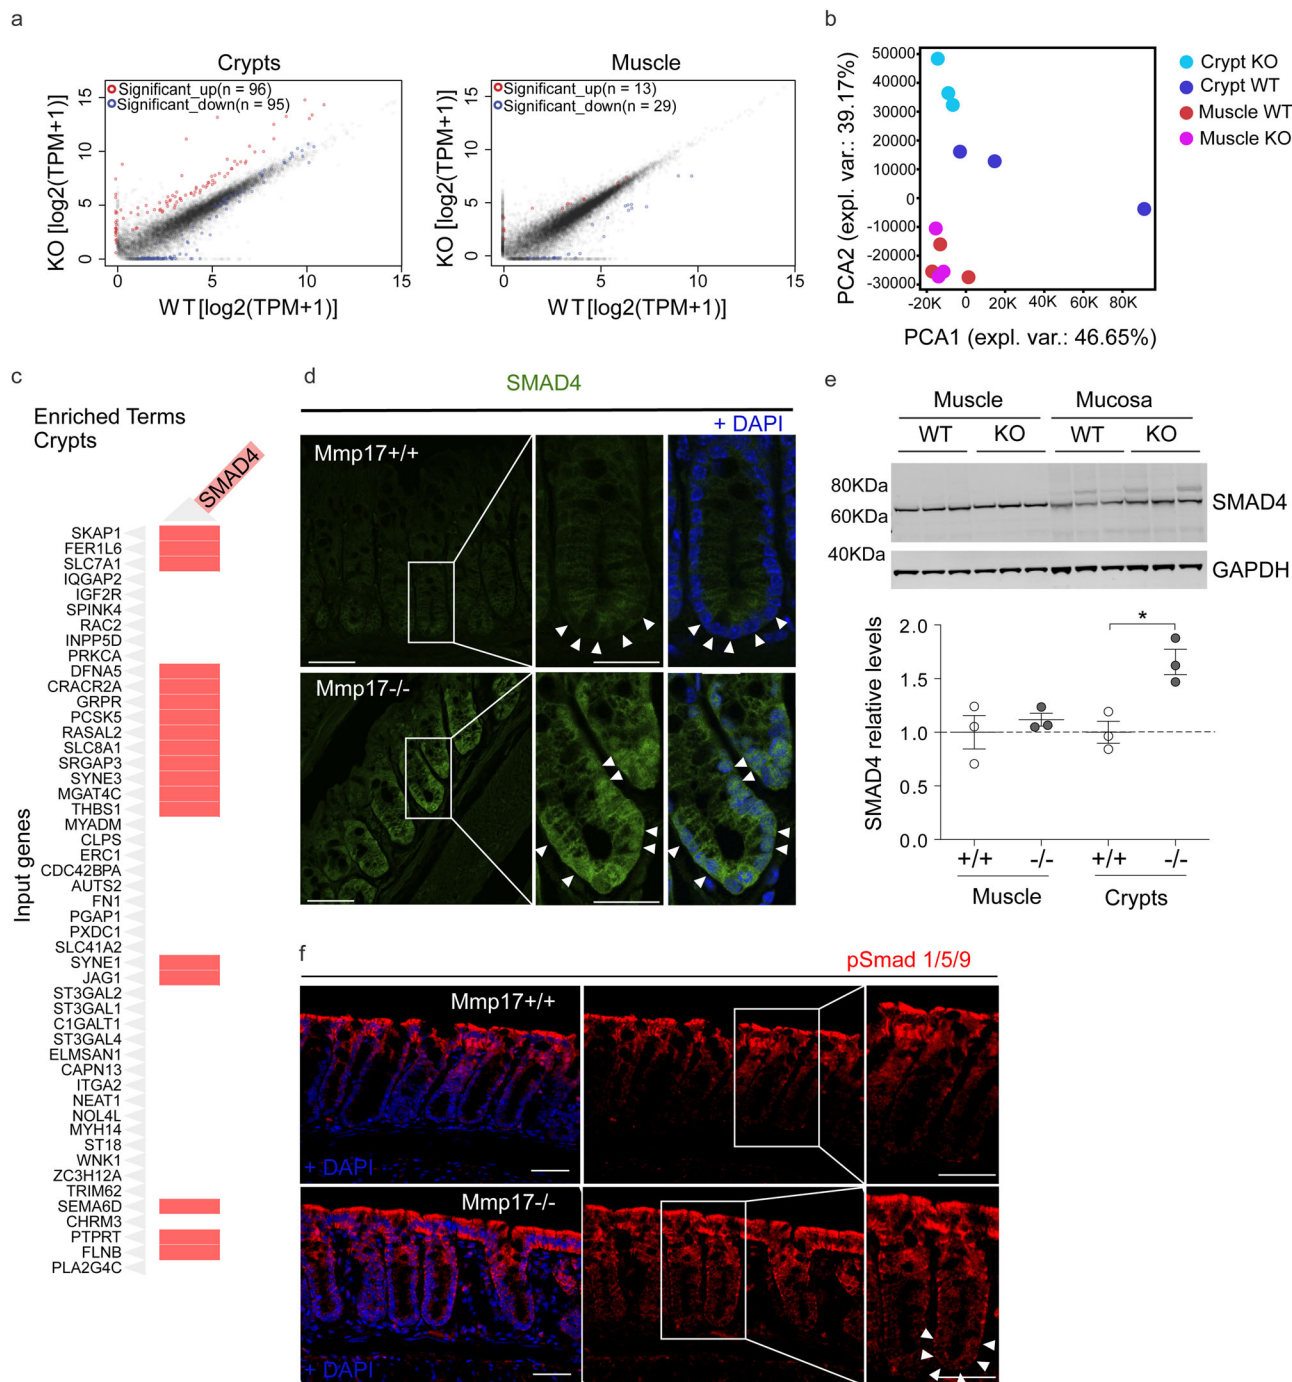 a
Crypts
Significant_up(n = 96)
Significant_down(n = 95)
15
10
5
0
KO [log2(TPM+1)]
0 5 10 15
WT[log2(TPM+1)]
Muscle
Significant_up(n = 13)
Significant_down(n = 29)
15
10
5
0
KO [log2(TPM+1)]
0 5 10 15
WT[log2(TPM+1)]
b
50000
40000
30000
20000
10000
0
-10000
-20000
-30000
PCA2 (expl. var.: 39.17%)
-20K 0 20K 40K 60K 80K
PCA1 (expl. var.: 46.65%)
Crypt KO
Crypt WT
Muscle WT
Muscle KO
c
Enriched Terms
Crypts
SMAD4
Input genes
SKAP1
FER1L6
SLC7A1
IQGAP2
IGF2R
SPINK4
RAC2
INPP5D
PRKCA
DFNA5
CRACR2A
GRPR
PCSK5
RASAL2
SLC8A1
SRGAP3
SYNE3
MGAT4C
THBS1
MYADM
CLPS
ERC1
CDC42BPA
AUTS2
FN1
PGAP1
PXDC1
SLC41A2
SYNE1
JAG1
ST3GAL2
ST3GAL1
C1GALT1
ST3GAL4
ELMSAN1
CAPN13
ITGA2
NEAT1
NOL4L
MYH14
ST18
WNK1
ZC3H12A
TRIM62
SEMA6D
CHRM3
PTPRT
FLNB
PLA2G4C
d
SMAD4
+ DAPI
Mmp17+/+
Mmp17-/-
e
Muscle Mucosa
WT KO WT KO
80KDa
60KDa
40KDa
SMAD4
GAPDH
2.0
1.5
1.0
0.5
0.0
SMAD4 relative levels
*
+/+ -/- +/+ -/-
Muscle Crypts
f
pSmad 1/5/9
Mmp17+/+
+ DAPI
Mmp17-/-
+ DAPI